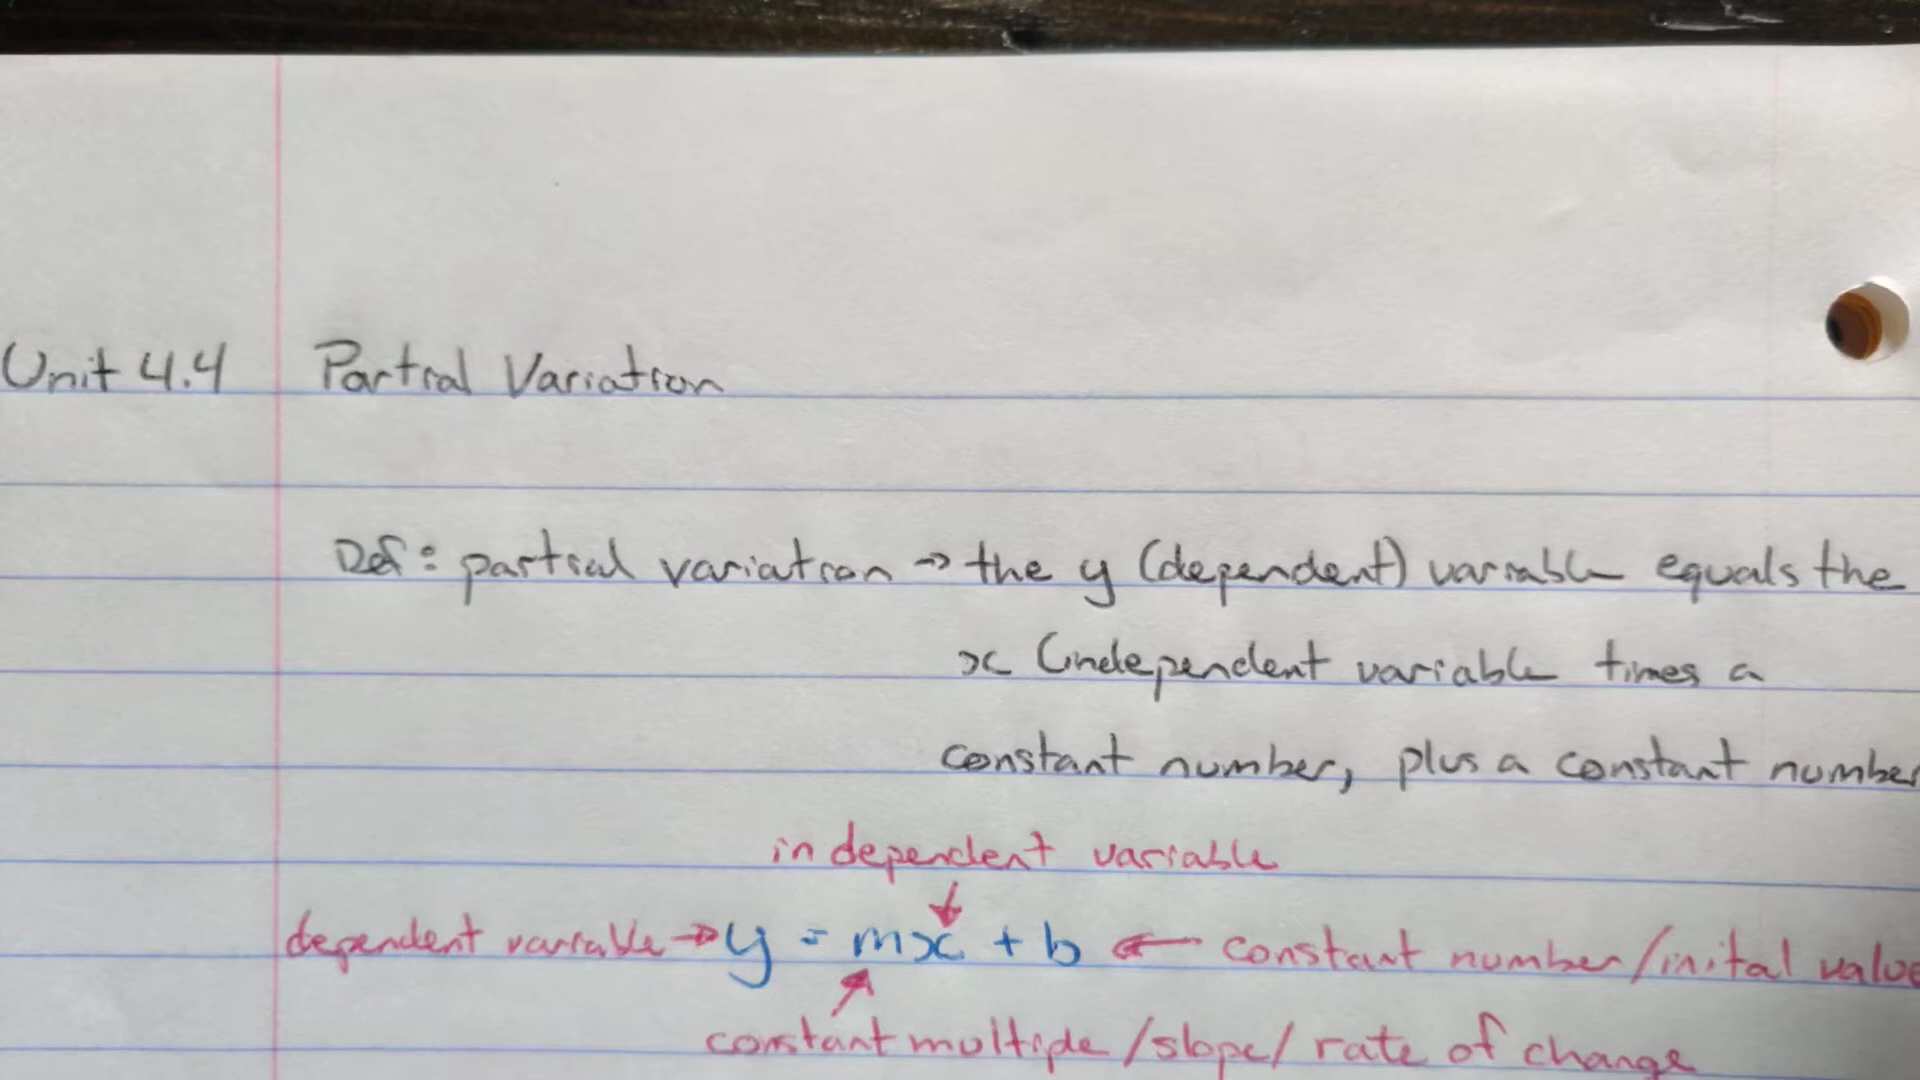 Unit 4.4 Partial Variation
Def: partial variation → the y (dependent) variable equals the
x (independent variable times a
constant number, plus a constant number
independent variable
↓
dependent variable → y = mx + b ← constant number/inital value
↗
constant multiple/slope/rate of change